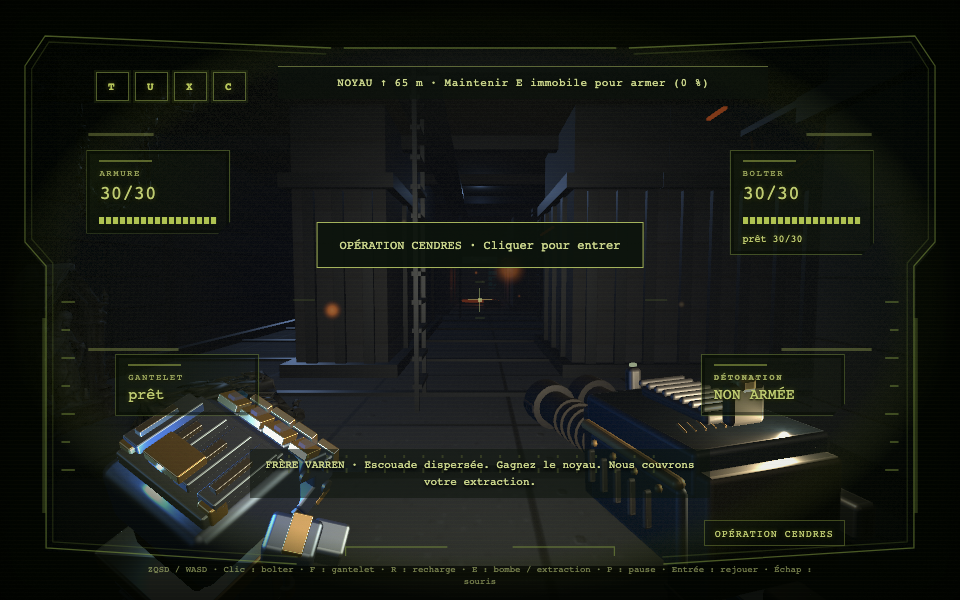 T U X C
NOYAU ↑ 65 m · Maintenir E immobile pour armer (0 %)
ARMURE
30/30
BOLTER
30/30
prêt 30/30
OPÉRATION CENDRES · Cliquer pour entrer
GANTELET
prêt
DÉTONATION
NON ARMÉE
FRÈRE VARREN · Escouade dispersée. Gagnez le noyau. Nous couvrons
votre extraction.
OPÉRATION CENDRES
ZQSD / WASD · Clic : bolter · F : gantelet · R : recharge · E : bombe / extraction · P : pause · Entrée : rejouer · Échap :
souris